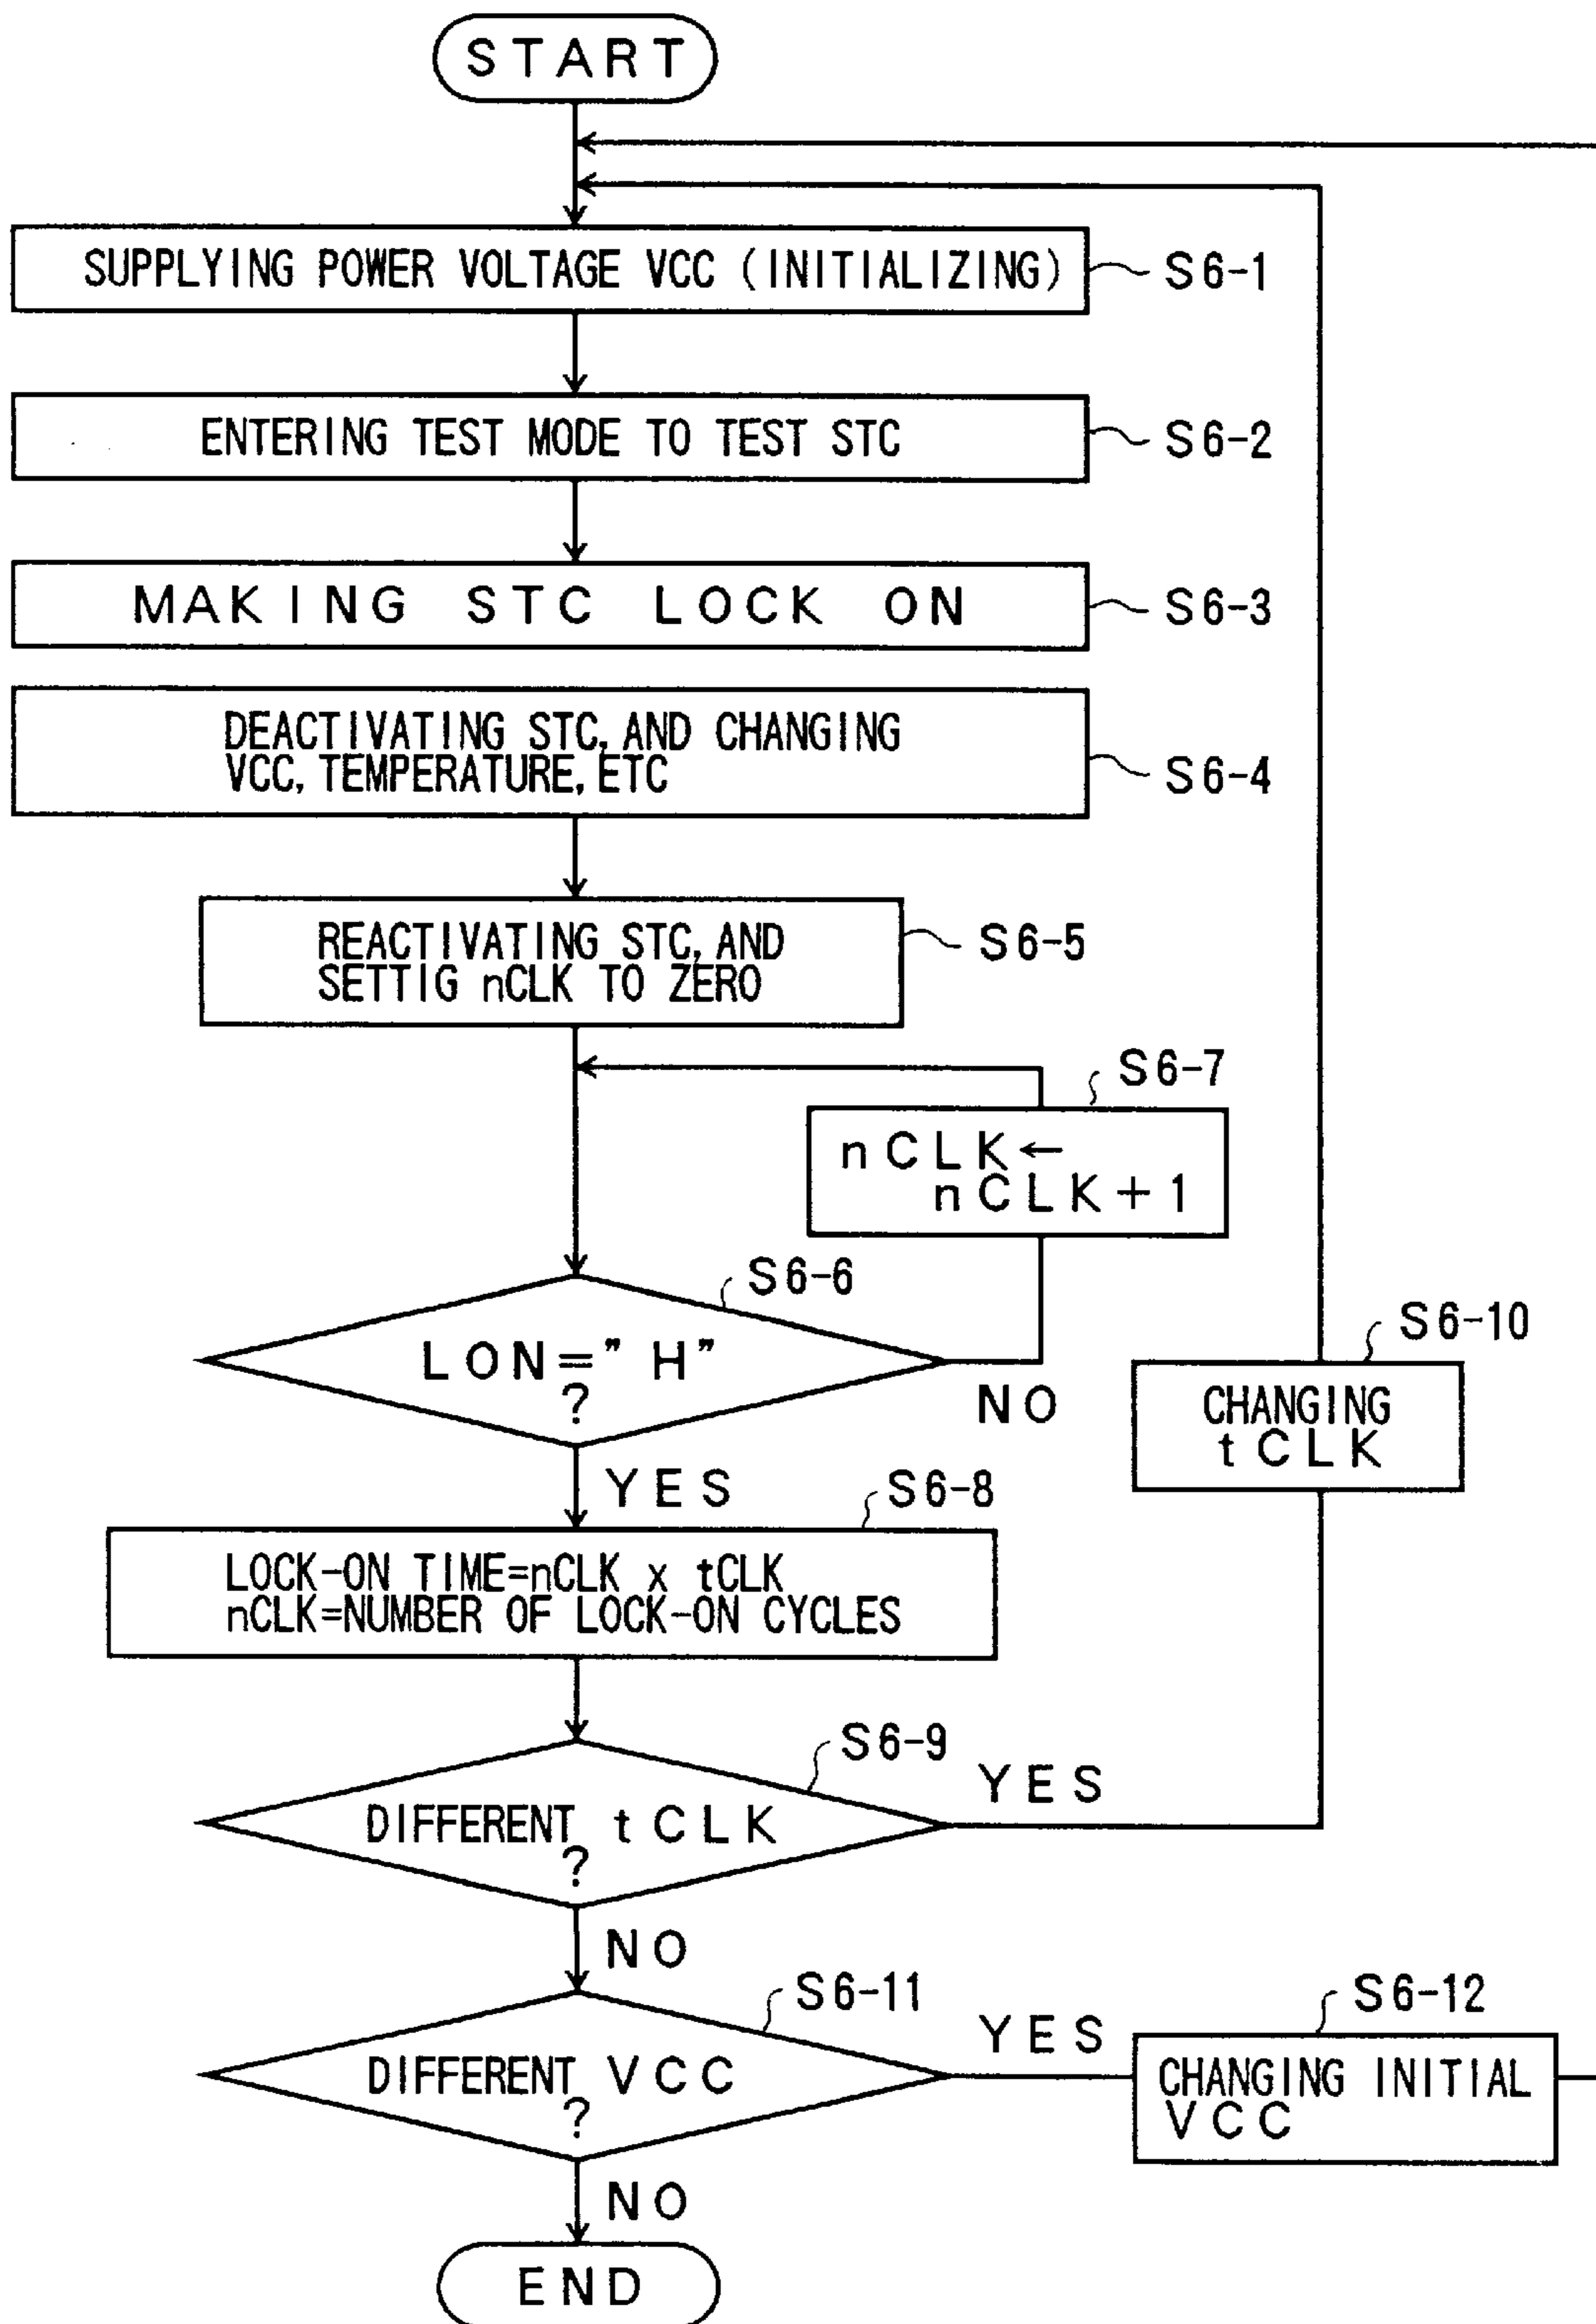 START
SUPPLYING POWER VOLTAGE VCC (INITIALIZING)
S6-1
ENTERING TEST MODE TO TEST STC
S6-2
MAKING STC LOCK ON
S6-3
DEACTIVATING STC, AND CHANGING
VCC, TEMPERATURE, ETC
S6-4
REACTIVATING STC, AND
SETTIG nCLK TO ZERO
S6-5
S6-7
nCLK←
nCLK+1
S6-6
LON=”H”
?
NO
YES
S6-10
CHANGING
tCLK
S6-8
LOCK-ON TIME=nCLK x tCLK
nCLK=NUMBER OF LOCK-ON CYCLES
S6-9
DIFFERENT tCLK
?
YES
NO
S6-11
DIFFERENT VCC
?
YES
S6-12
CHANGING INITIAL
VCC
NO
END